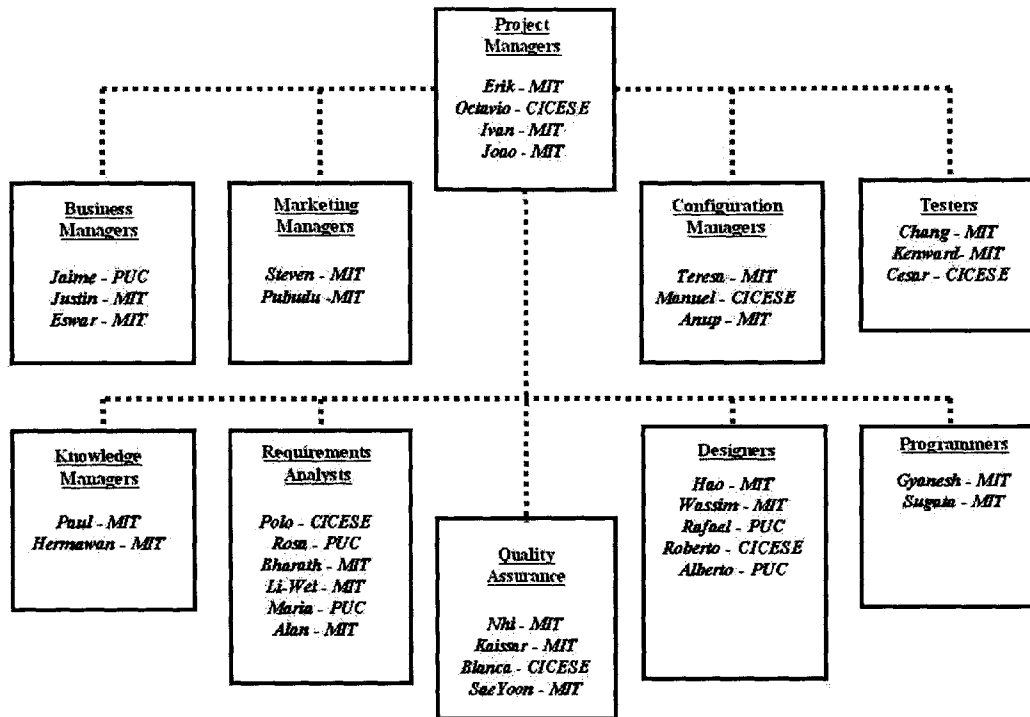 Project
Managers
Erik - MIT
Octavio - CICESE
Ivan - MIT
Joao - MIT
Business
Managers
Jaime - PUC
Justin - MIT
Eswar - MIT
Marketing
Managers
Steven - MIT
Pubudu -MIT
Configuration
Managers
Teresa - MIT
Manuel - CICESE
Anup - MIT
Testers
Chang - MIT
Kenward- MIT
Cesar - CICESE
Knowledge
Managers
Paul - MIT
Hermawan - MIT
Requirements
Analysts
Polo - CICESE
Rosa - PUC
Bharath - MIT
Li-Wei - MIT
Maria - PUC
Alan - MIT
Quality
Assurance
Nhi - MIT
Kaissar - MIT
Blanca - CICESE
SaeYoon - MIT
Designers
Hao - MIT
Wassim - MIT
Rafael - PUC
Roberto - CICESE
Alberto - PUC
Programmers
Gyanesh - MIT
Sugata - MIT